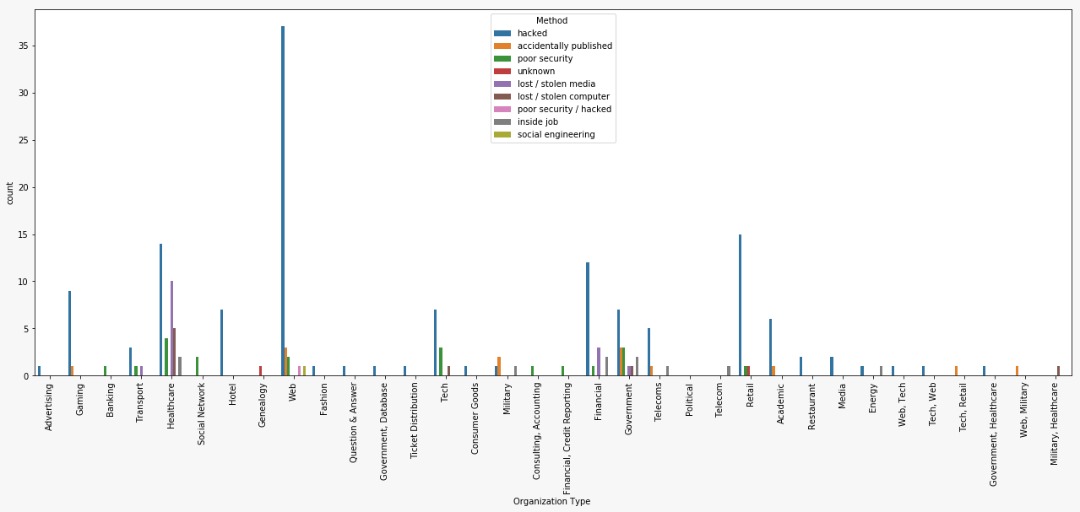 Method
hacked
accidentally published
poor security
unknown
lost / stolen media
lost / stolen computer
poor security / hacked
inside job
social engineering
count
35
30
25
20
15
10
5
0
Advertising
Gaming
Banking
Transport
Healthcare
Social Network
Hotel
Genealogy
Web
Fashion
Question & Answer
Government, Database
Ticket Distribution
Tech
Consumer Goods
Military
Consulting, Accounting
Financial, Credit Reporting
Financial
Government
Telecoms
Political
Telecom
Retail
Academic
Restaurant
Media
Energy
Web, Tech
Tech, Web
Tech, Retail
Government, Healthcare
Web, Military
Military, Healthcare
Organization Type